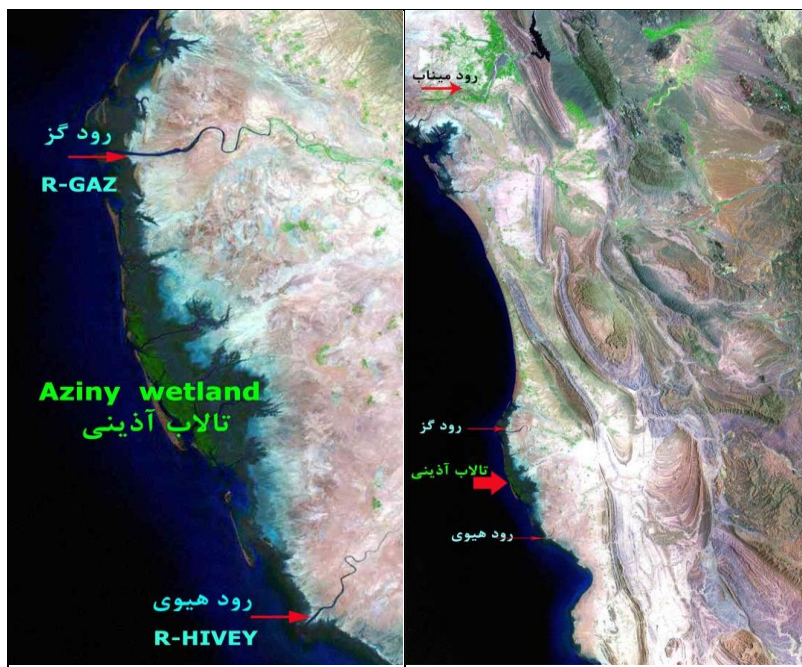 رود گز
R-GAZ
Aziny wetland
تالاب آذینی
رود هیوی
R-HIVEY
رود میناب
رود گز
تالاب آذینی
رود هیوی